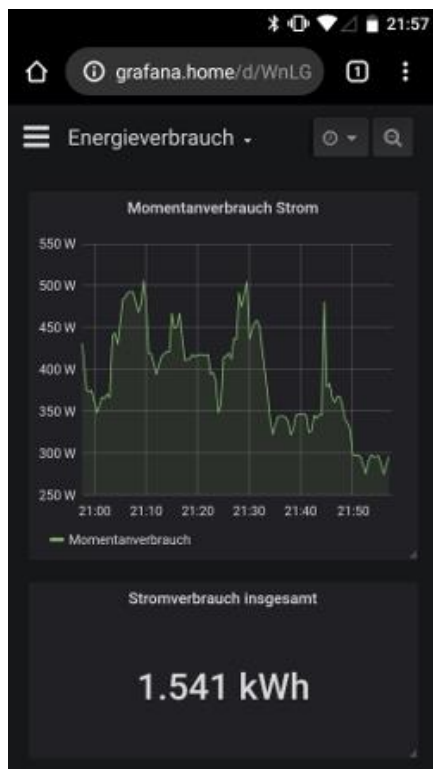 21:57
grafana.home/d/WnLG
1
Energieverbrauch
Momentanverbrauch Strom
550 W
500 W
450 W
400 W
350 W
300 W
250 W
21:00 21:10 21:20 21:30 21:40 21:50
Momentanverbrauch
Stromverbrauch insgesamt
1.541 kWh